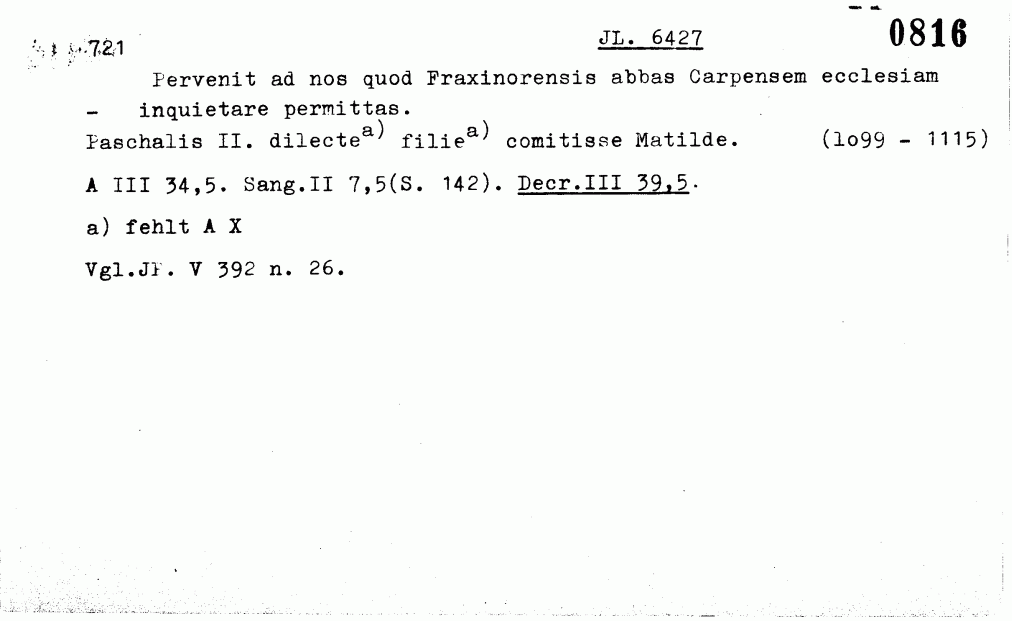 721 JL. 6427 0816
Pervenit ad nos quod Fraxinorensis abbas Carpensem ecclesiam
- inquietare permittas.
Paschalis II. dilecte a) filie a) comitisse Matilde. (lo99 - 1115)
A III 34,5. Sang.II 7,5(S. 142). Decr.III 39,5.
a) fehlt A X
Vgl.JF. V 392 n. 26.